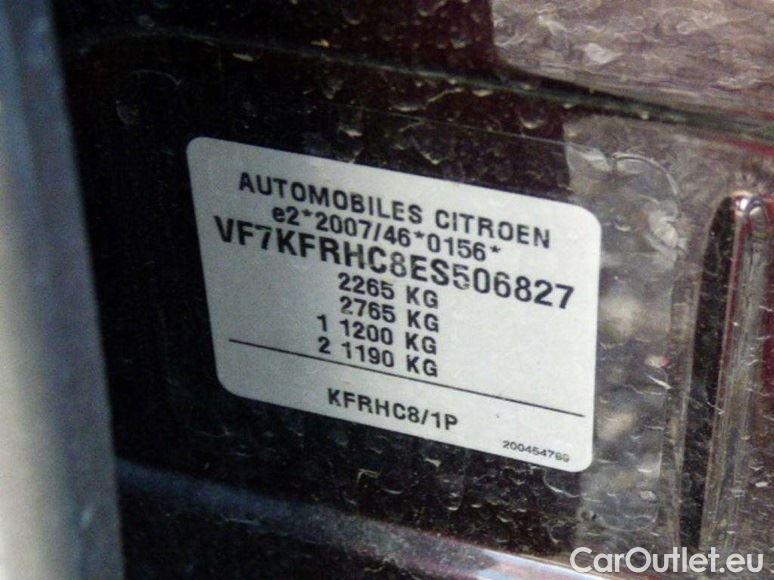 AUTOMOBILES CITROEN
e2*2007/46*0156*
VF7KFRHC8ES506827
2265 KG
2765 KG
1 1200 KG
2 1190 KG
KFRHC8/1P
CarOutlet.eu